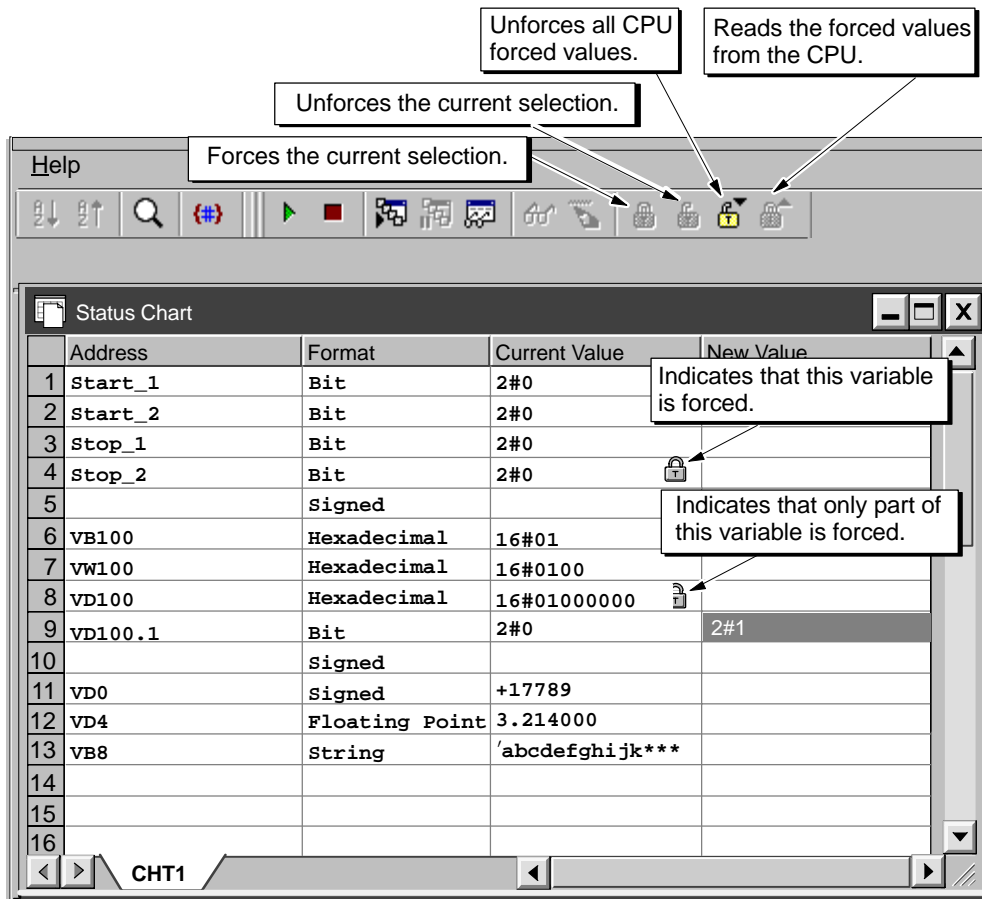 Unforces all CPU
forced values.
Reads the forced values
from the CPU.
Unforces the current selection.
Forces the current selection.
Help
Status Chart
Address Format Current Value New Value
1 Start_1 Bit 2#0
Indicates that this variable
is forced.
2 Start_2 Bit 2#0
3 Stop_1 Bit 2#0
4 Stop_2 Bit 2#0
5 Signed
Indicates that only part of
this variable is forced.
6 VB100 Hexadecimal 16#01
7 VW100 Hexadecimal 16#0100
8 VD100 Hexadecimal 16#01000000
9 VD100.1 Bit 2#0 2#1
10 Signed
11 VD0 Signed +17789
12 VD4 Floating Point 3.214000
13 VB8 String 'abcdefghijk***
14
15
16
CHT1